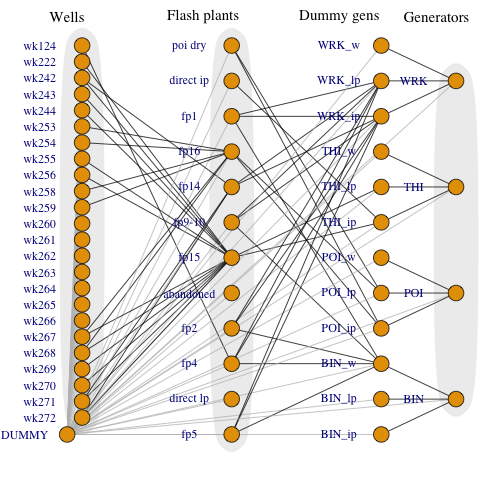 Wells
Flash plants
Dummy gens
Generators
wk124
wk222
wk242
wk243
wk244
wk253
wk254
wk255
wk256
wk258
wk259
wk260
wk261
wk262
wk263
wk264
wk265
wk266
wk267
wk268
wk269
wk270
wk271
wk272
DUMMY
poi dry
direct ip
fp1
fp16
fp14
fp9-10
fp15
abandoned
fp2
fp4
direct lp
fp5
WRK_w
WRK_lp
WRK_ip
THI_w
THI_lp
THI_ip
POI_w
POI_lp
POI_ip
BIN_w
BIN_lp
BIN_ip
WRK
THI
POI
BIN